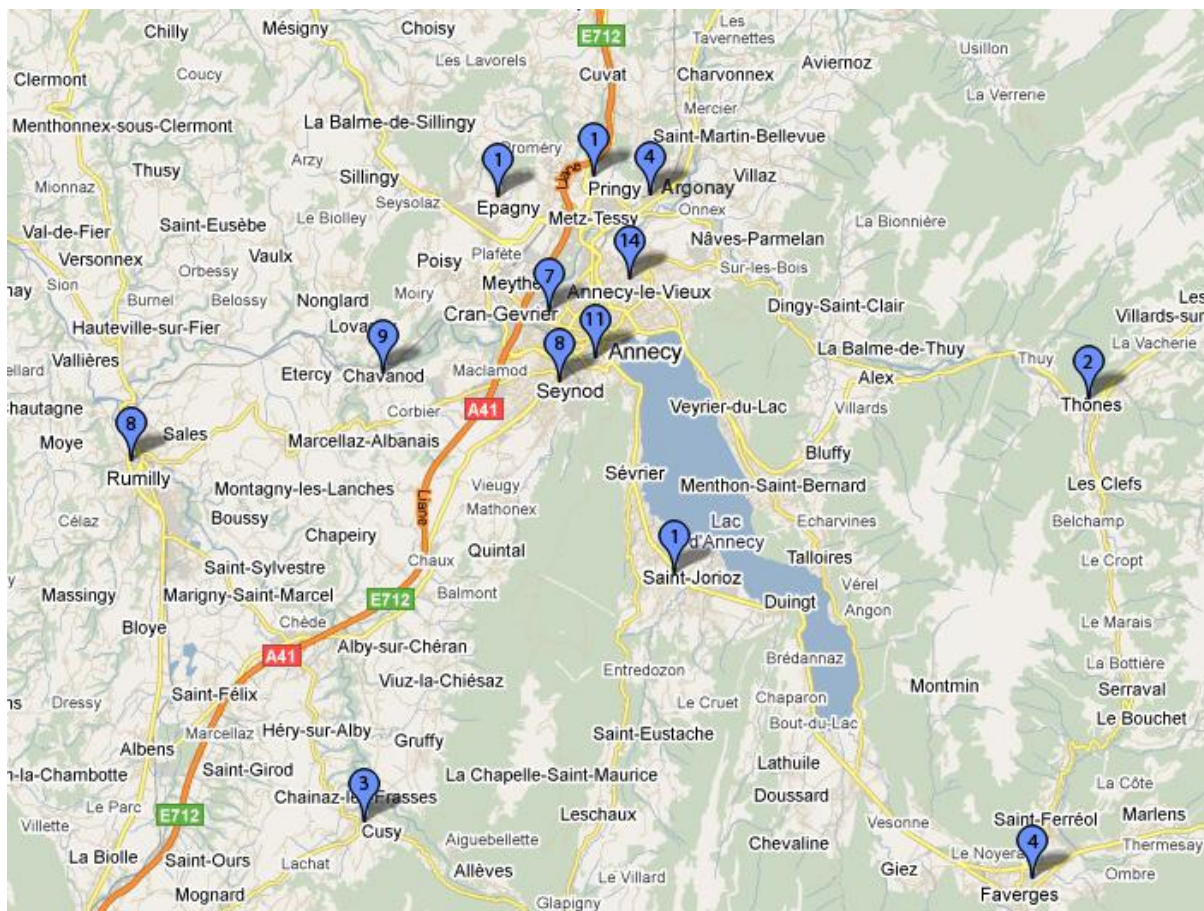 Chilly
Mésigny
Choisy
E712
Les
Tavernettes
Aviernoz
Usillon
Clermont
Coucy
Les Lavorels
Cuvat
Charvonnex
La Verrerie
Menthonnex-sous-Clermont
La Balme-de-Sillingy
Mercier
Saint-Martin-Bellevue
Thusy
Arzy
1
1
4
Liane
Villaz
Mionnaz
Sillingy
Seysolaz
Epagny
Pringy
Argonay
Onnex
Saint-Eusèbe
Le Biolley
Metz-Tessy
La Bionnière
Val-de-Fier
Versonnex
Vaulx
Plafète
14
Nâves-Parmelan
Orbessy
Poisy
Sur-les-Bois
Sion
Burnel
Belossy
Nonglard
Moiry
7
Annecy-le-Vieux
Dingy-Saint-Clair
Les
Villards-sur
Hauteville-sur-Fier
Cran-Gevrier
11
La Vacherie
Vallières
9
8
Annecy
La Balme-de-Thuy
Thuy
2
Etercy
Chavanod
Maclamod
Seynod
Alex
Thônes
A41
Corbier
Veyrier-du-Lac
Villards
8
Moye
Sales
Marcellaz-Albanais
Bluffy
Rumilly
Sévrier
Menthon-Saint-Bernard
Les Clefs
Montagny-les-Lanches
Vieugy
Mathonex
Liane
Célaz
Boussy
Chapeiry
Lac
d'Annecy
1
Echarvines
Belchamp
Quintal
Talloires
Chaux
Le Cropt
Saint-Sylvestre
Saint-Jorioz
Vérel
Massingy
Marigny-Saint-Marcel
E712
Balmont
Duingt
Angon
Bloye
Chède
Le Marais
A41
Alby-sur-Chéran
Brédannaz
Entredozon
La Bottière
Viuz-la-Chiésaz
Saint-Félix
Dressy
Le Cruet
Chaparon
Montmin
Serraval
Marcellaz
Héry-sur-Alby
Bout-du-Lac
Le Bouchet
Albens
Gruffy
Saint-Eustache
Lathuile
Saint-Girod
La Chapelle-Saint-Maurice
La Côte
3
Le Parc
Doussard
E712
Cusy
Leschaux
Vesonne
Saint-Ferréol
Marlens
Villette
Aiguebellette
Chevaline
4
Thermesay
La Biolle
Saint-Ours
Lachat
Allèves
Le Villard
Giez
Ombre
Mognard
Glapigny
Faverges